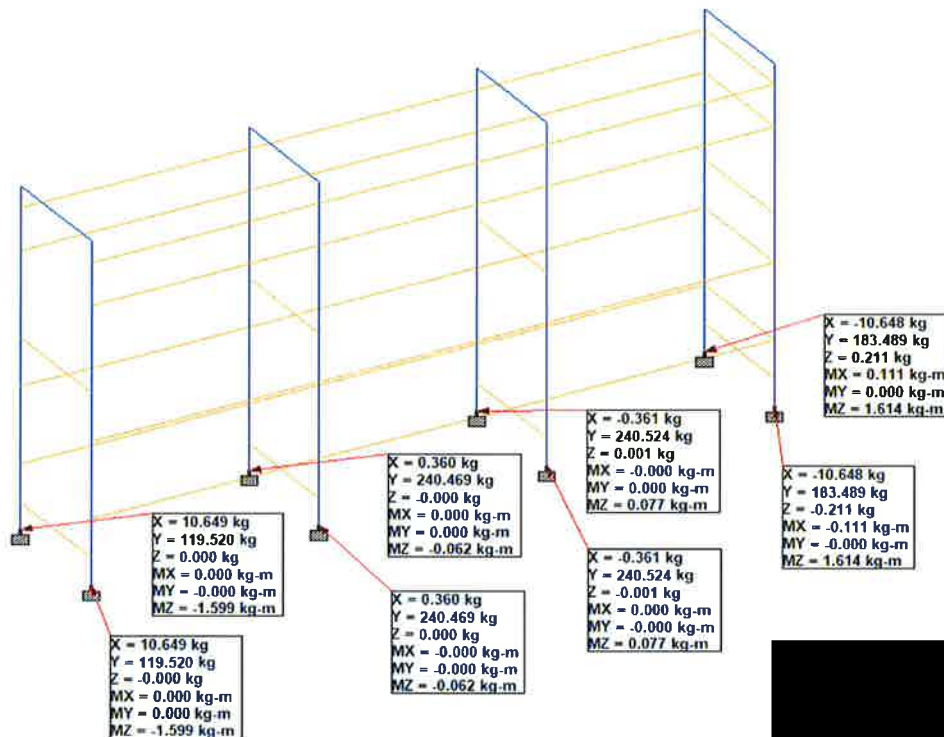 X = -10.648 kg
Y = 183.489 kg
Z = 0.211 kg
MX = 0.111 kg-m
MY = 0.000 kg-m
MZ = 1.614 kg-m
X = -0.361 kg
Y = 240.524 kg
Z = 0.001 kg
MX = -0.000 kg-m
MY = 0.000 kg-m
MZ = 0.077 kg-m
X = 0.360 kg
Y = 240.469 kg
Z = -0.000 kg
MX = 0.000 kg-m
MY = 0.000 kg-m
MZ = -0.062 kg-m
X = -10.648 kg
Y = 183.489 kg
Z = -0.211 kg
MX = -0.111 kg-m
MY = -0.000 kg-m
MZ = 1.614 kg-m
X = 10.649 kg
Y = 119.520 kg
Z = 0.000 kg
MX = 0.000 kg-m
MY = -0.000 kg-m
MZ = -1.599 kg-m
X = -0.361 kg
Y = 240.524 kg
Z = -0.001 kg
MX = 0.000 kg-m
MY = -0.000 kg-m
MZ = 0.077 kg-m
X = 0.360 kg
Y = 240.469 kg
Z = 0.000 kg
MX = -0.000 kg-m
MY = -0.000 kg-m
MZ = -0.062 kg-m
X = 10.649 kg
Y = 119.520 kg
Z = -0.000 kg
MX = 0.000 kg-m
MY = 0.000 kg-m
MZ = -1.599 kg-m